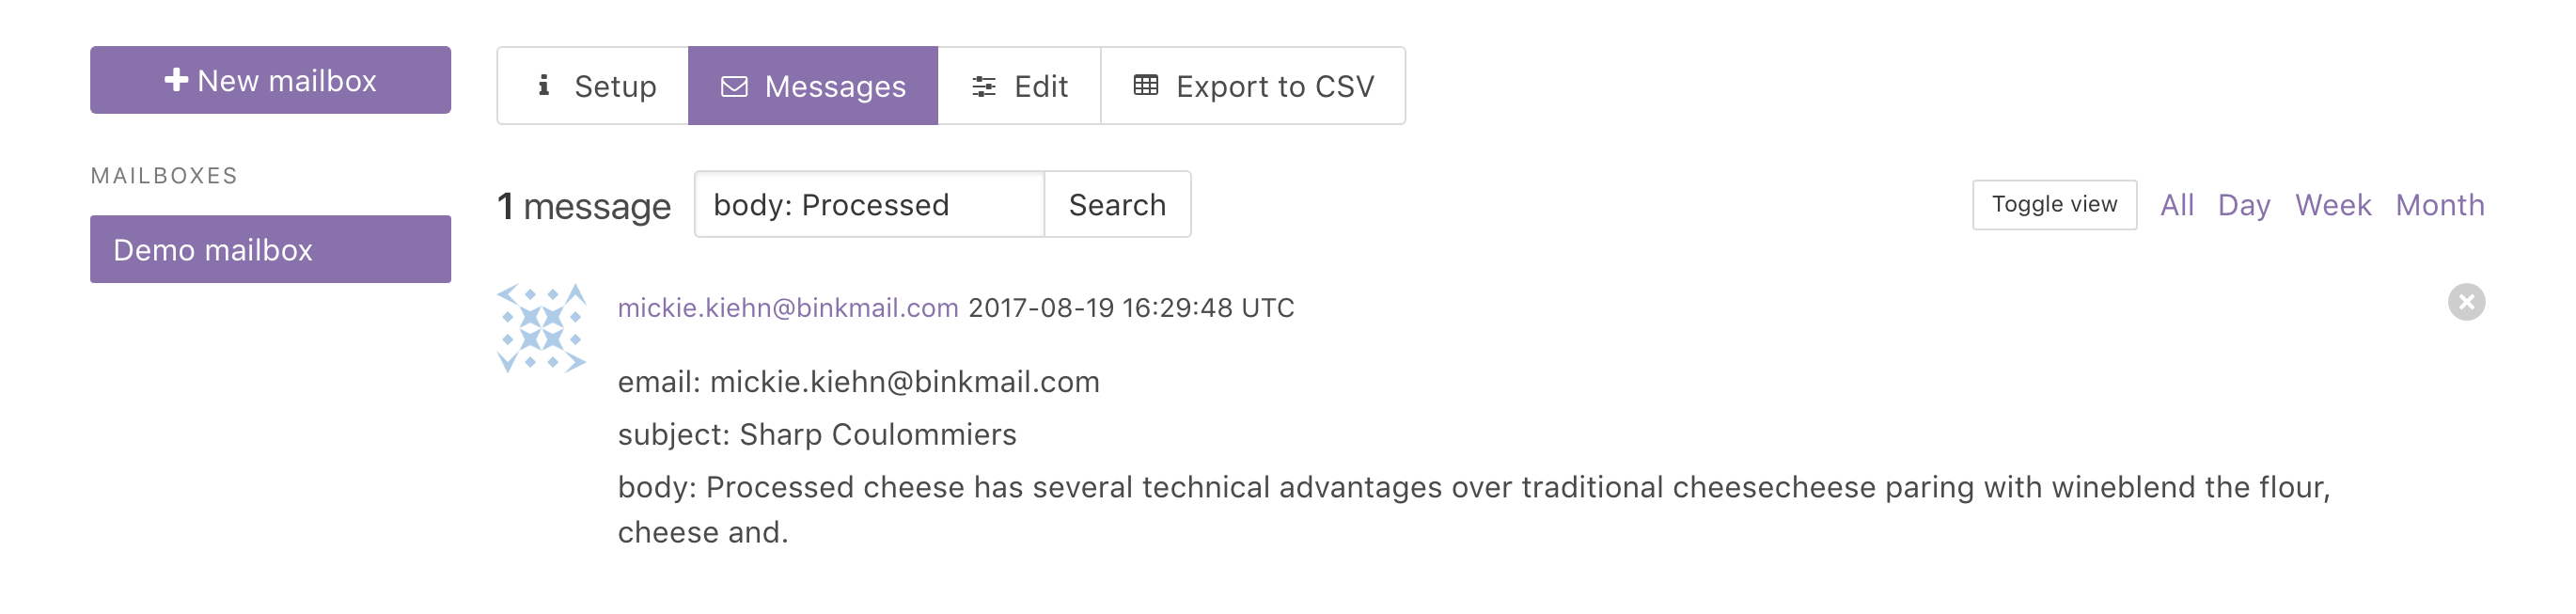 New mailbox
Setup
Messages
Edit
Export to CSV
MAILBOXES
Demo mailbox
1 message
body: Processed
Search
Toggle view
All
Day
Week
Month
mickie.kiehn@binkmail.com 2017-08-19 16:29:48 UTC
email: mickie.kiehn@binkmail.com
subject: Sharp Coulommiers
body: Processed cheese has several technical advantages over traditional cheesecheese paring with wineblend the flour,
cheese and.